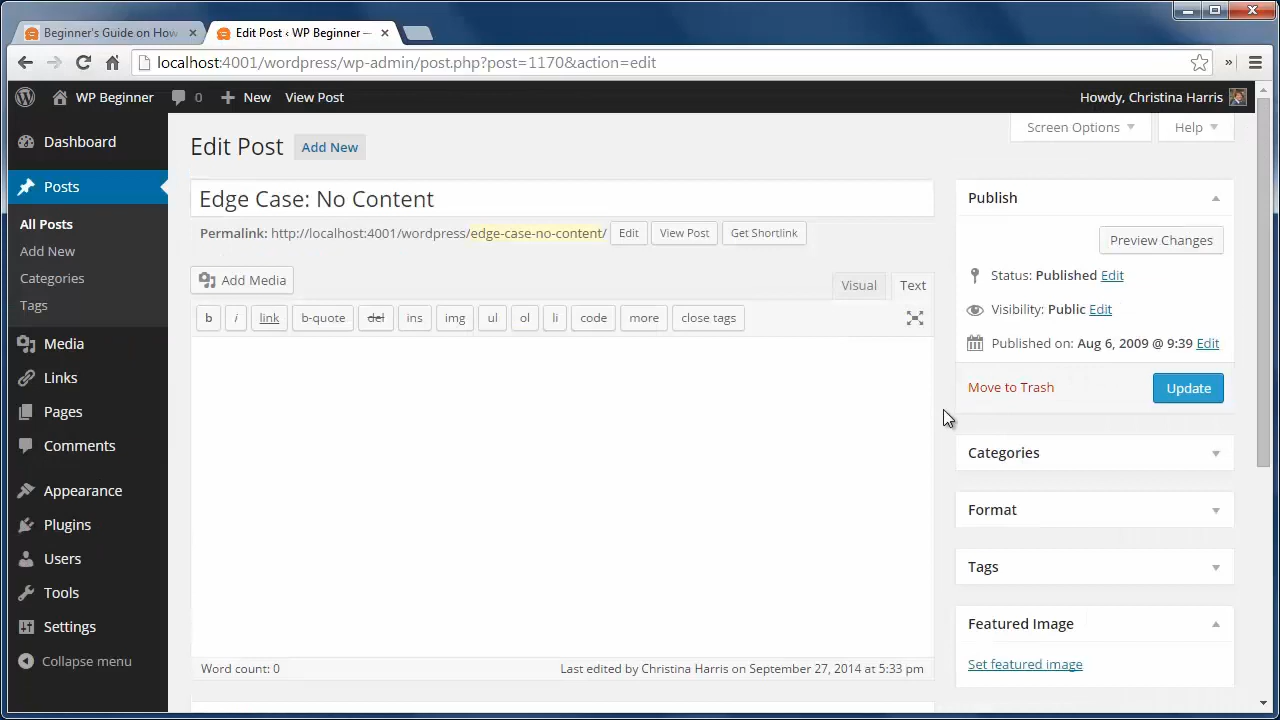 Beginner's Guide on How
Edit Post ‹ WP Beginner —
localhost:4001/wordpress/wp-admin/post.php?post=1170&action=edit
WP Beginner 0 New View Post Howdy, Christina Harris
Dashboard
Posts
All Posts
Add New
Categories
Tags
Media
Links
Pages
Comments
Appearance
Plugins
Users
Tools
Settings
Collapse menu
Screen Options Help
Edit Post Add New
Edge Case: No Content
Permalink: http://localhost:4001/wordpress/edge-case-no-content/ Edit View Post Get Shortlink
Add Media Visual Text
b i link b-quote del ins img ul ol li code more close tags
Word count: 0 Last edited by Christina Harris on September 27, 2014 at 5:33 pm
Publish
Preview Changes
Status: Published Edit
Visibility: Public Edit
Published on: Aug 6, 2009 @ 9:39 Edit
Move to Trash Update
Categories
Format
Tags
Featured Image
Set featured image